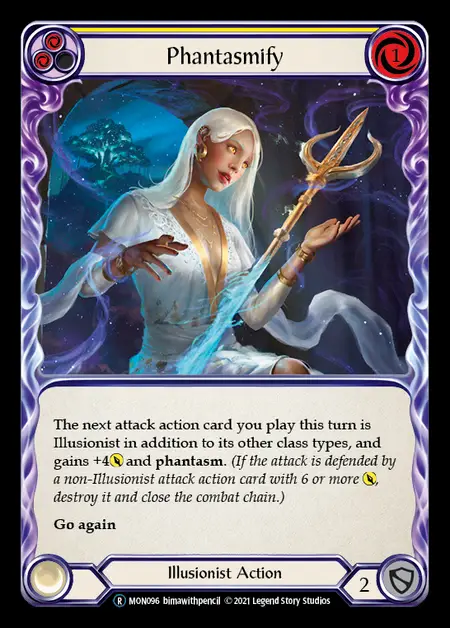 Phantasmify
1
The next attack action card you play this turn is
Illusionist in addition to its other class types, and
gains +4 and phantasm. (If the attack is defended by
a non-Illusionist attack action card with 6 or more ,
destroy it and close the combat chain.)
Go again
Illusionist Action
2
R MON096 bimawithpencil © 2021 Legend Story Studios